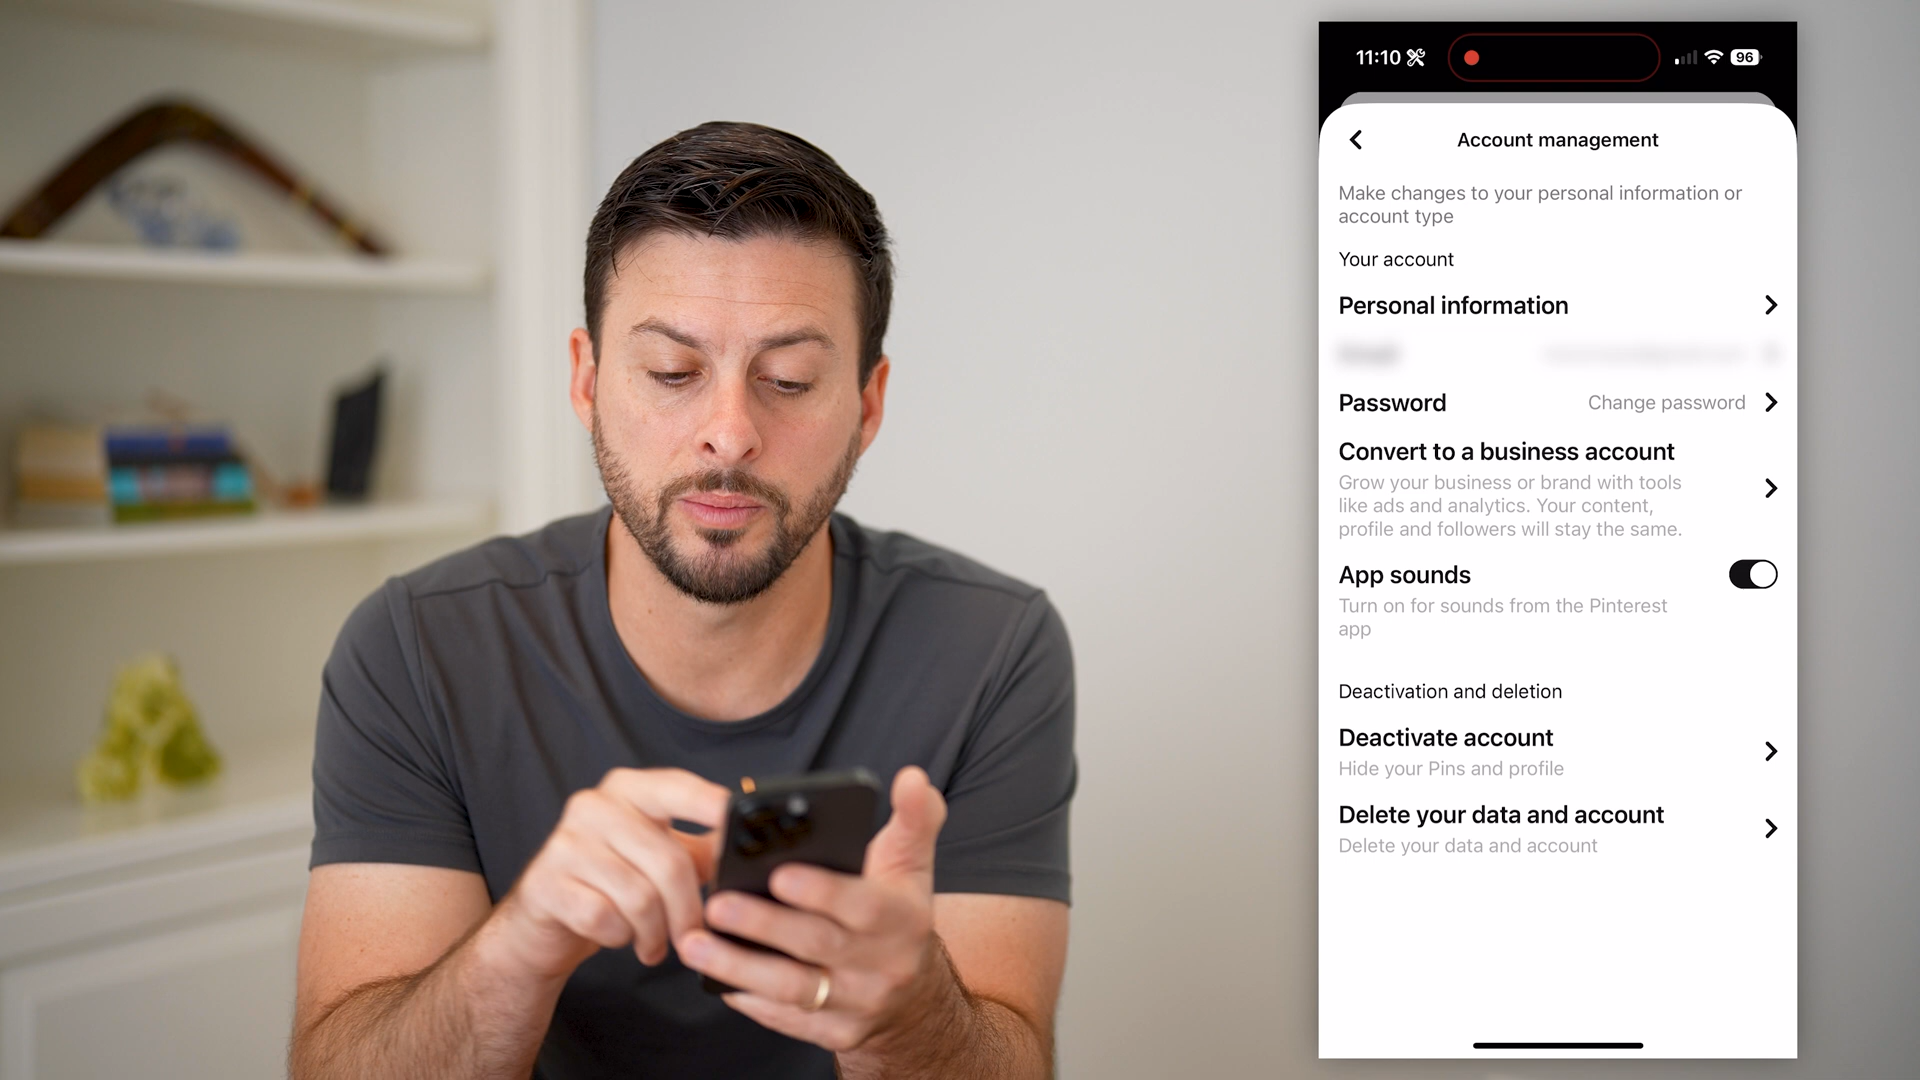 11:10
96
Account management
Make changes to your personal information or
account type
Your account
Personal information
Password
Change password
Convert to a business account
Grow your business or brand with tools
like ads and analytics. Your content,
profile and followers will stay the same.
App sounds
Turn on for sounds from the Pinterest
app
Deactivation and deletion
Deactivate account
Hide your Pins and profile
Delete your data and account
Delete your data and account